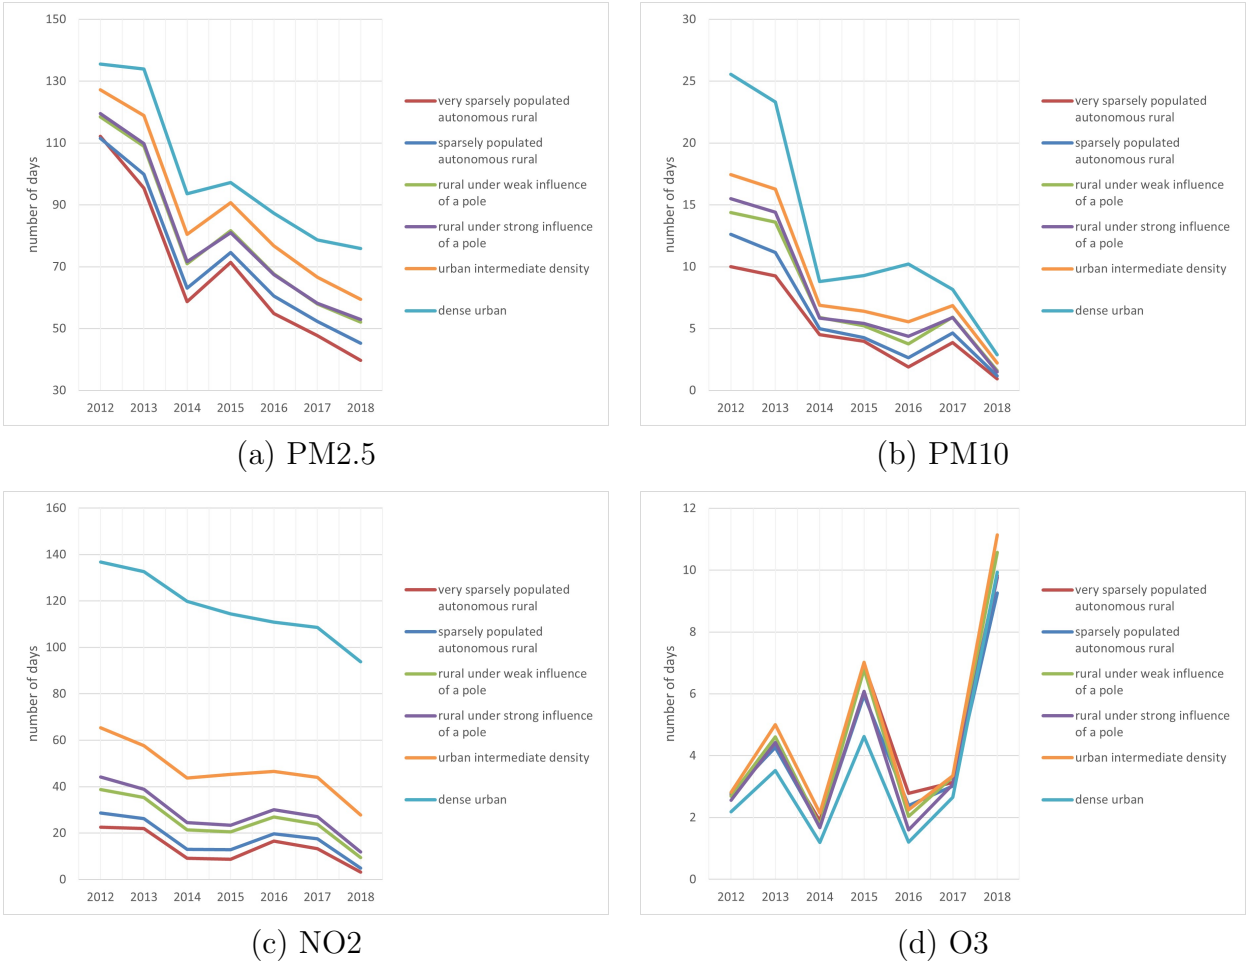 150
130
110
90
70
50
30
number of days
2012 2013 2014 2015 2016 2017 2018
very sparsely populated
autonomous rural
sparsely populated
autonomous rural
rural under weak influence
of a pole
rural under strong influence
of a pole
urban intermediate density
dense urban
(a) PM2.5
30
25
20
15
10
5
0
number of days
2012 2013 2014 2015 2016 2017 2018
very sparsely populated
autonomous rural
sparsely populated
autonomous rural
rural under weak influence
of a pole
rural under strong influence
of a pole
urban intermediate density
dense urban
(b) PM10
160
140
120
100
80
60
40
20
0
number of days
2012 2013 2014 2015 2016 2017 2018
very sparsely populated
autonomous rural
sparsely populated
autonomous rural
rural under weak influence
of a pole
rural under strong influence
of a pole
urban intermediate density
dense urban
(c) NO2
12
10
8
6
4
2
0
number of days
2012 2013 2014 2015 2016 2017 2018
very sparsely populated
autonomous rural
sparsely populated
autonomous rural
rural under weak influence
of a pole
rural under strong influence
of a pole
urban intermediate density
dense urban
(d) O3